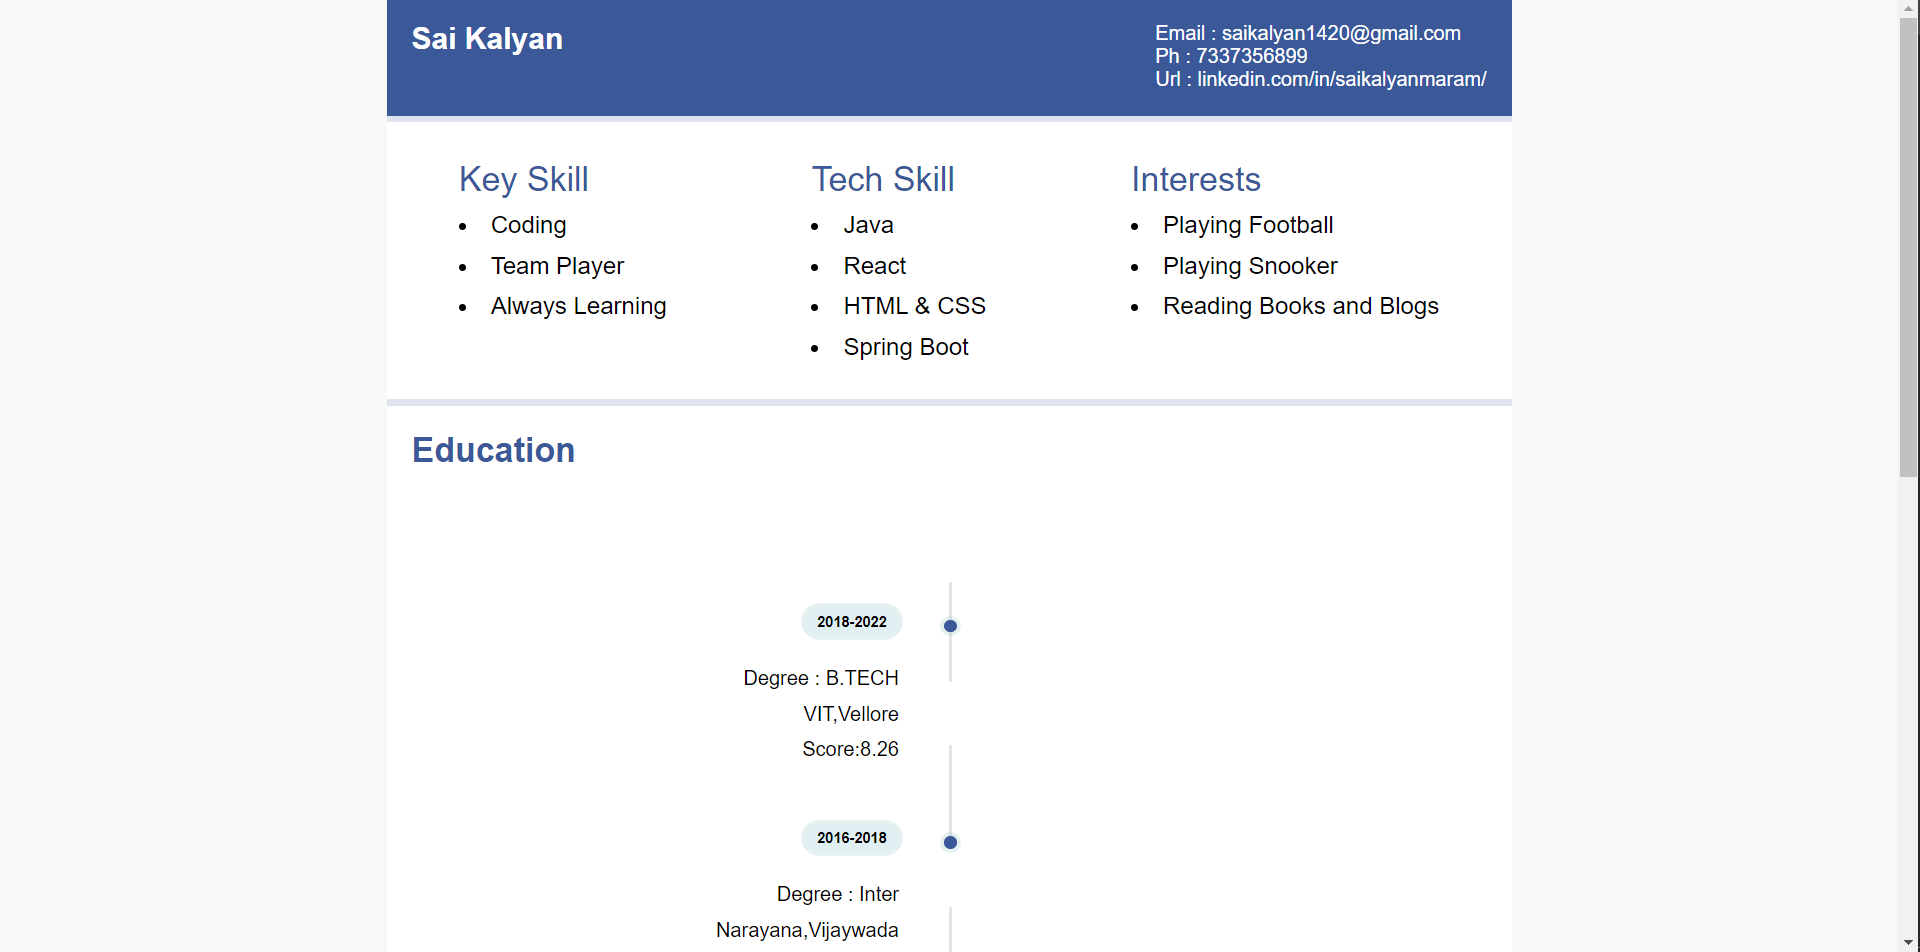 Sai Kalyan
Email : saikalyan1420@gmail.com
Ph : 7337356899
Url : linkedin.com/in/saikalyanmaram/
Key Skill
Coding
Team Player
Always Learning
Tech Skill
Java
React
HTML & CSS
Spring Boot
Interests
Playing Football
Playing Snooker
Reading Books and Blogs
Education
2018-2022
Degree : B.TECH
VIT,Vellore
Score:8.26
2016-2018
Degree : Inter
Narayana,Vijaywada